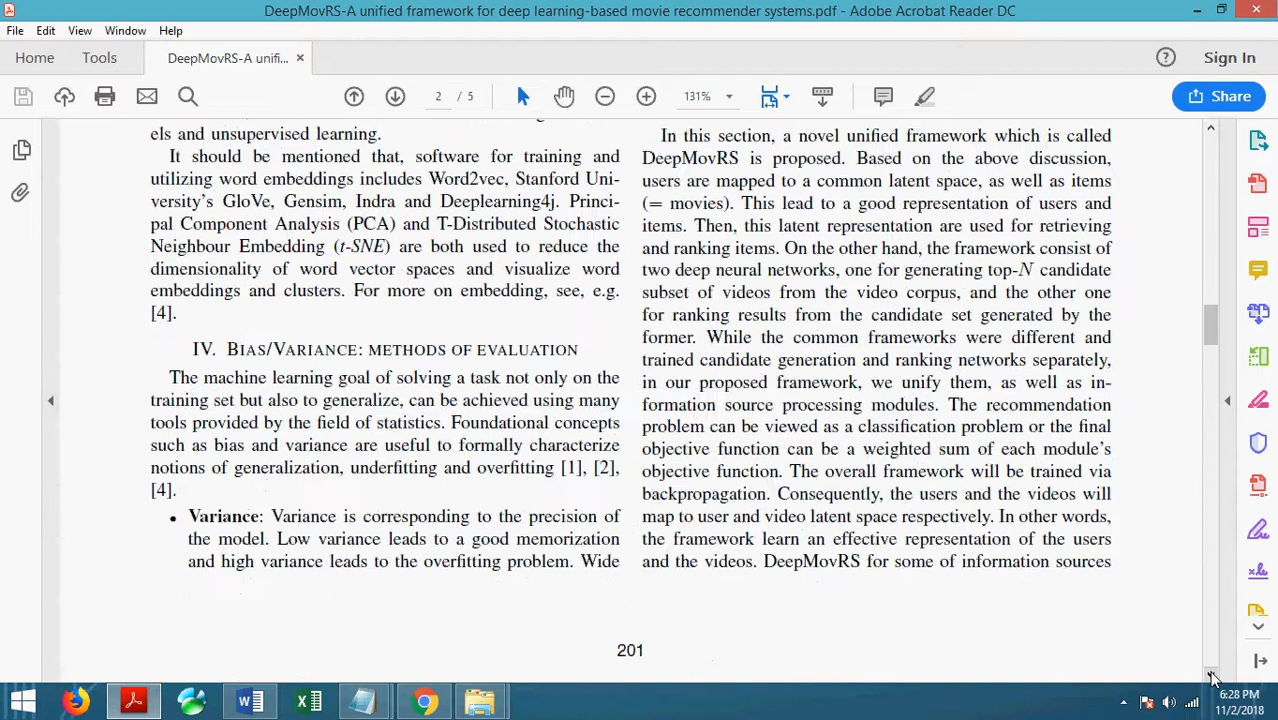 DeepMovRS-A unified framework for deep learning-based movie recommender systems.pdf - Adobe Acrobat Reader DC
File Edit View Window Help
Home Tools DeepMovRS-A unifi... × Sign In
2 / 5 131% Share
els and unsupervised learning.
It should be mentioned that, software for training and
utilizing word embeddings includes Word2vec, Stanford Uni-
versity's GloVe, Gensim, Indra and Deeplearning4j. Princi-
pal Component Analysis (PCA) and T-Distributed Stochastic
Neighbour Embedding (t-SNE) are both used to reduce the
dimensionality of word vector spaces and visualize word
embeddings and clusters. For more on embedding, see, e.g.
[4].
IV. BIAS/VARIANCE: METHODS OF EVALUATION
The machine learning goal of solving a task not only on the
training set but also to generalize, can be achieved using many
tools provided by the field of statistics. Foundational concepts
such as bias and variance are useful to formally characterize
notions of generalization, underfitting and overfitting [1], [2],
[4].
• Variance: Variance is corresponding to the precision of
the model. Low variance leads to a good memorization
and high variance leads to the overfitting problem. Wide
In this section, a novel unified framework which is called
DeepMovRS is proposed. Based on the above discussion,
users are mapped to a common latent space, as well as items
(= movies). This lead to a good representation of users and
items. Then, this latent representation are used for retrieving
and ranking items. On the other hand, the framework consist of
two deep neural networks, one for generating top-N candidate
subset of videos from the video corpus, and the other one
for ranking results from the candidate set generated by the
former. While the common frameworks were different and
trained candidate generation and ranking networks separately,
in our proposed framework, we unify them, as well as in-
formation source processing modules. The recommendation
problem can be viewed as a classification problem or the final
objective function can be a weighted sum of each module's
objective function. The overall framework will be trained via
backpropagation. Consequently, the users and the videos will
map to user and video latent space respectively. In other words,
the framework learn an effective representation of the users
and the videos. DeepMovRS for some of information sources
201
6:28 PM
11/2/2018